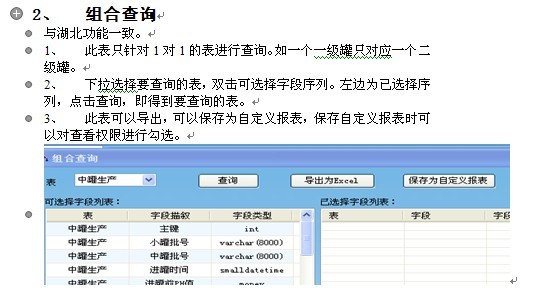 2、 组合查询
与湖北功能一致。
1、 此表只针对1对1的表进行查询。如一个一级罐只对应一个二
级罐。
2、 下拉选择要查询的表，双击可选择字段序列。左边为已选择序
列，点击查询，即得到要查询的表。
3、 此表可以导出，可以保存为自定义报表，保存自定义报表时可
以对查看权限进行勾选。
组合查询
表 中罐生产 查询 导出为Excel 保存为自定义报表
可选择字段列表： 已选择字段列表：
表 字段描叙 字段类型 表 字段 字段
中罐生产 主键 int
中罐生产 小罐批号 varchar(8000)
中罐生产 中罐批号 varchar(8000)
中罐生产 进罐时间 smalldatetime
中罐生产 进罐前PH值 money